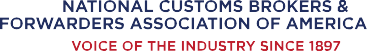 NATIONAL CUSTOMS BROKERS &
FORWARDERS ASSOCIATION OF AMERICA
VOICE OF THE INDUSTRY SINCE 1897